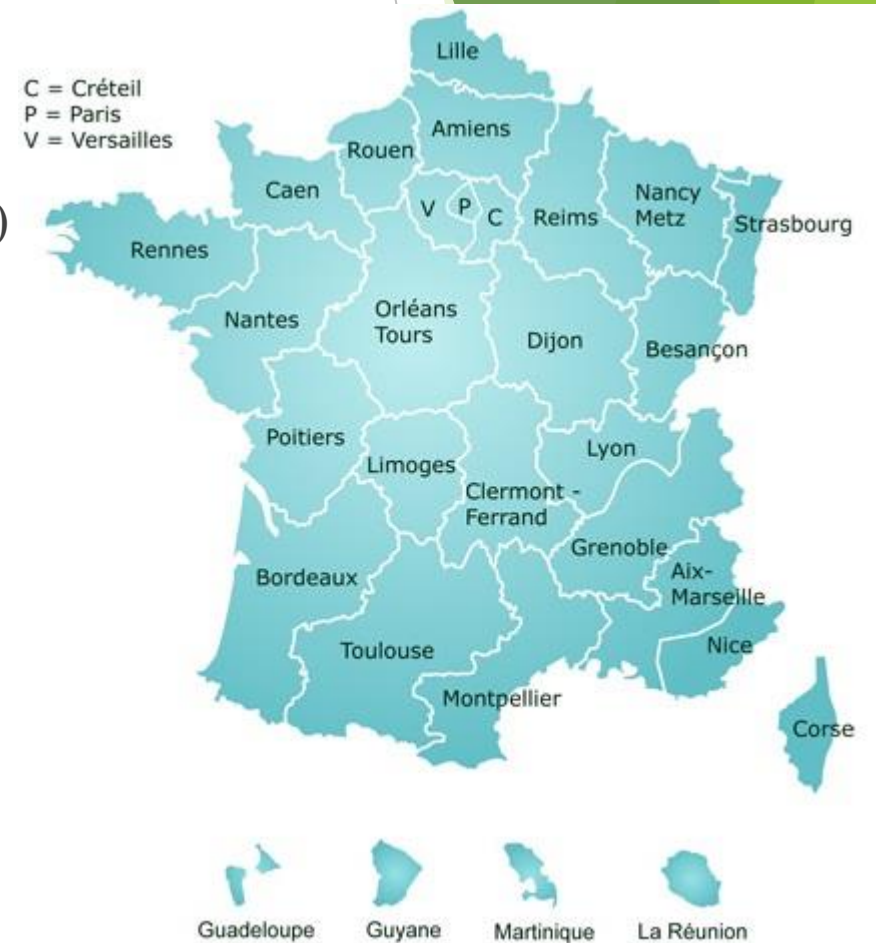 Lille
C = Créteil
P = Paris
V = Versailles
Amiens
Rouen
Caen
V
P
C
Reims
Nancy
Metz
Strasbourg
)
Rennes
Nantes
Orléans
Tours
Dijon
Besançon
Poitiers
Limoges
Lyon
Clermont -
Ferrand
Grenoble
Aix-
Marseille
Bordeaux
Toulouse
Nice
Montpellier
Corse
Guadeloupe
Guyane
Martinique
La Réunion